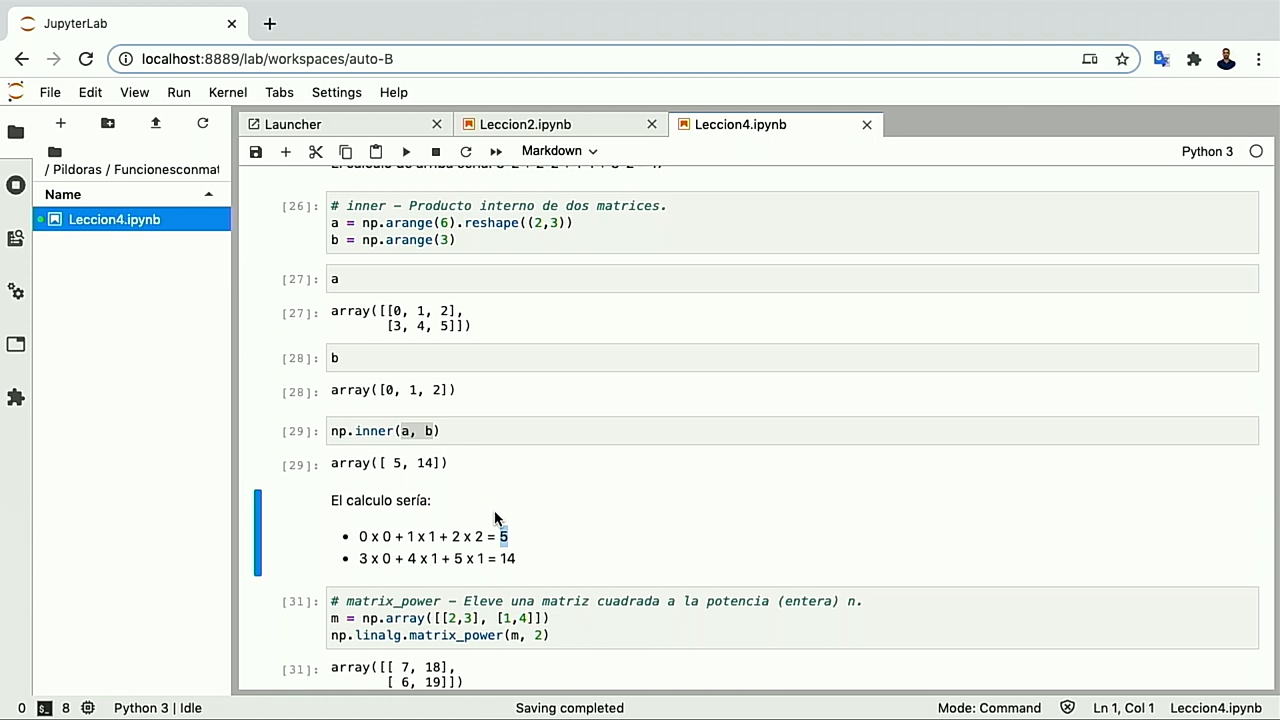 JupyterLab
localhost:8889/lab/workspaces/auto-B
File Edit View Run Kernel Tabs Settings Help
Launcher Leccion2.ipynb Leccion4.ipynb
Markdown Python 3
/ Pildoras / Funcionesconmat
Name
Leccion4.ipynb
[26]: # inner – Producto interno de dos matrices.
a = np.arange(6).reshape((2,3))
b = np.arange(3)
[27]: a
[27]: array([[0, 1, 2],
[3, 4, 5]])
[28]: b
[28]: array([0, 1, 2])
[29]: np.inner(a, b)
[29]: array([ 5, 14])
El calculo sería:
• 0 x 0 + 1 x 1 + 2 x 2 = 5
• 3 x 0 + 4 x 1 + 5 x 1 = 14
[31]: # matrix_power – Eleve una matriz cuadrada a la potencia (entera) n.
m = np.array([[2,3], [1,4]])
np.linalg.matrix_power(m, 2)
[31]: array([[ 7, 18],
[ 6, 19]])
0 8 Python 3 | Idle Saving completed Mode: Command Ln 1, Col 1 Leccion4.ipynb